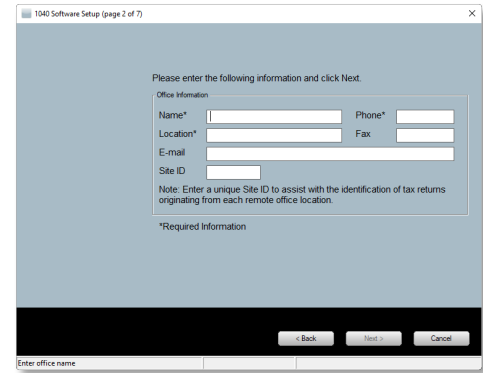 1040 Software Setup (page 2 of 7)
Please enter the following information and click Next.
Office Information
Name* Phone*
Location* Fax
E-mail
Site ID
Note: Enter a unique Site ID to assist with the identification of tax returns
originating from each remote office location.
*Required Information
< Back Next > Cancel
Enter office name